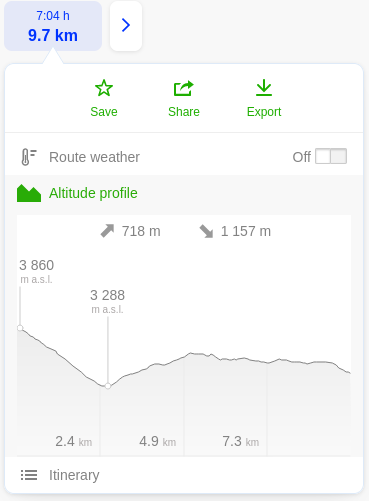 7:04 h
9.7 km
Save Share Export
Route weather Off
Altitude profile
718 m 1 157 m
3 860
m a.s.l.
3 288
m a.s.l.
2.4 km 4.9 km 7.3 km
Itinerary